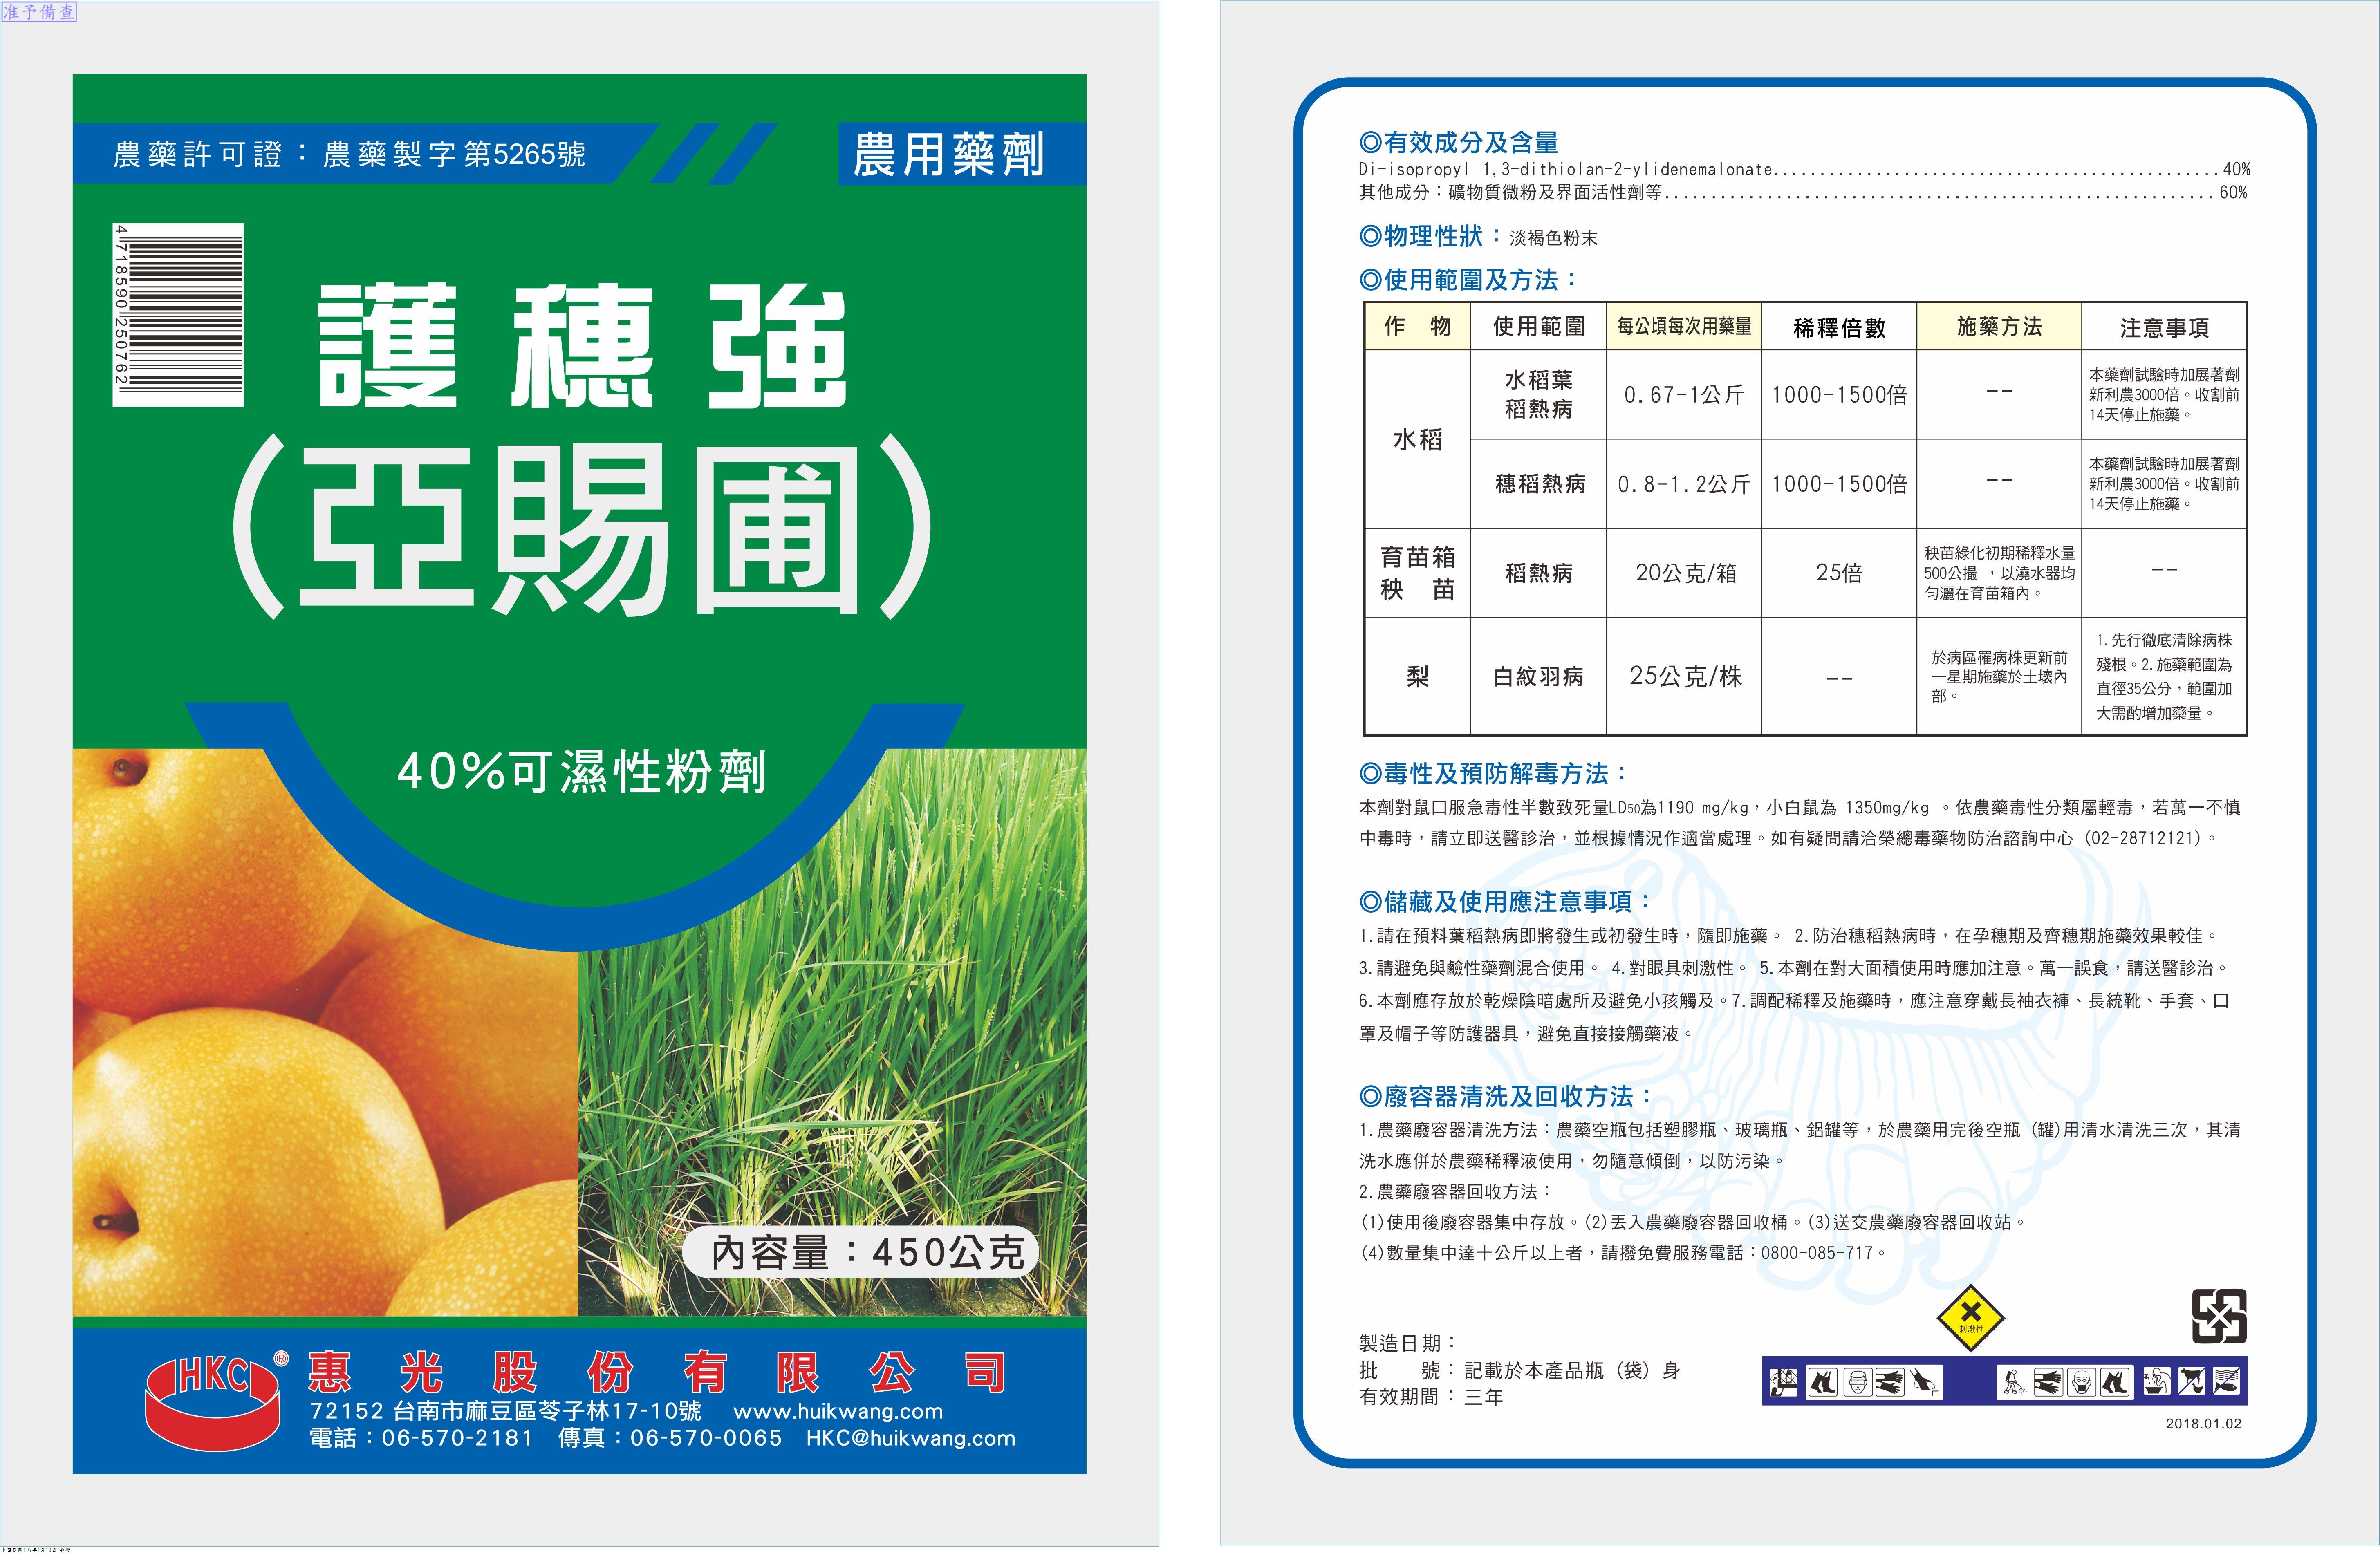 准予備查
農藥許可證：農藥製字第5265號
農用藥劑
4 718590 250762
護穗強
(亞賜圃)
40%可濕性粉劑
內容量：450公克
HKC®
惠光股份有限公司
72152 台南市麻豆區苓子林17-10號 www.huikwang.com
電話：06-570-2181 傳真：06-570-0065 HKC@huikwang.com
中華民國107年1月10日 藥發
◎有效成分及含量
Di-isopropyl 1,3-dithiolan-2-ylidenemalonate................................................40%
其他成分：礦物質微粉及界面活性劑等...........................................................60%
◎物理性狀：淡褐色粉末
◎使用範圍及方法：
作 物 使用範圍 每公頃每次用藥量 稀釋倍數 施藥方法 注意事項
水稻
水稻葉
稻熱病
0.67-1公斤
1000-1500倍
--
本藥劑試驗時加展著劑
新利農3000倍。收割前
14天停止施藥。
穗稻熱病
0.8-1.2公斤
1000-1500倍
--
本藥劑試驗時加展著劑
新利農3000倍。收割前
14天停止施藥。
育苗箱
秧 苗
稻熱病
20公克/箱
25倍
秧苗綠化初期稀釋水量
500公撮 ，以澆水器均
勻灑在育苗箱內。
--
梨
白紋羽病
25公克/株
--
於病區罹病株更新前
一星期施藥於土壤內
部。
1.先行徹底清除病株
殘根。2.施藥範圍為
直徑35公分，範圍加
大需酌增加藥量。
◎毒性及預防解毒方法：
本劑對鼠口服急毒性半數致死量LD50為1190 mg/kg，小白鼠為 1350mg/kg 。依農藥毒性分類屬輕毒，若萬一不慎
中毒時，請立即送醫診治，並根據情況作適當處理。如有疑問請洽榮總毒藥物防治諮詢中心 (02-28712121)。
◎儲藏及使用應注意事項：
1.請在預料葉稻熱病即將發生或初發生時，隨即施藥。 2.防治穗稻熱病時，在孕穗期及齊穗期施藥效果較佳。
3.請避免與鹼性藥劑混合使用。 4.對眼具刺激性。 5.本劑在對大面積使用時應加注意。萬一誤食，請送醫診治。
6.本劑應存放於乾燥陰暗處所及避免小孩觸及。7.調配稀釋及施藥時，應注意穿戴長袖衣褲、長統靴、手套、口
罩及帽子等防護器具，避免直接接觸藥液。
◎廢容器清洗及回收方法：
1.農藥廢容器清洗方法：農藥空瓶包括塑膠瓶、玻璃瓶、鋁罐等，於農藥用完後空瓶 (罐)用清水清洗三次，其清
洗水應併於農藥稀釋液使用，勿隨意傾倒，以防污染。
2.農藥廢容器回收方法：
(1)使用後廢容器集中存放。(2)丟入農藥廢容器回收桶。(3)送交農藥廢容器回收站。
(4)數量集中達十公斤以上者，請撥免費服務電話：0800-085-717。
刺激性
製造日期：
批 號：記載於本產品瓶（袋）身
有效期間：三年
2018.01.02